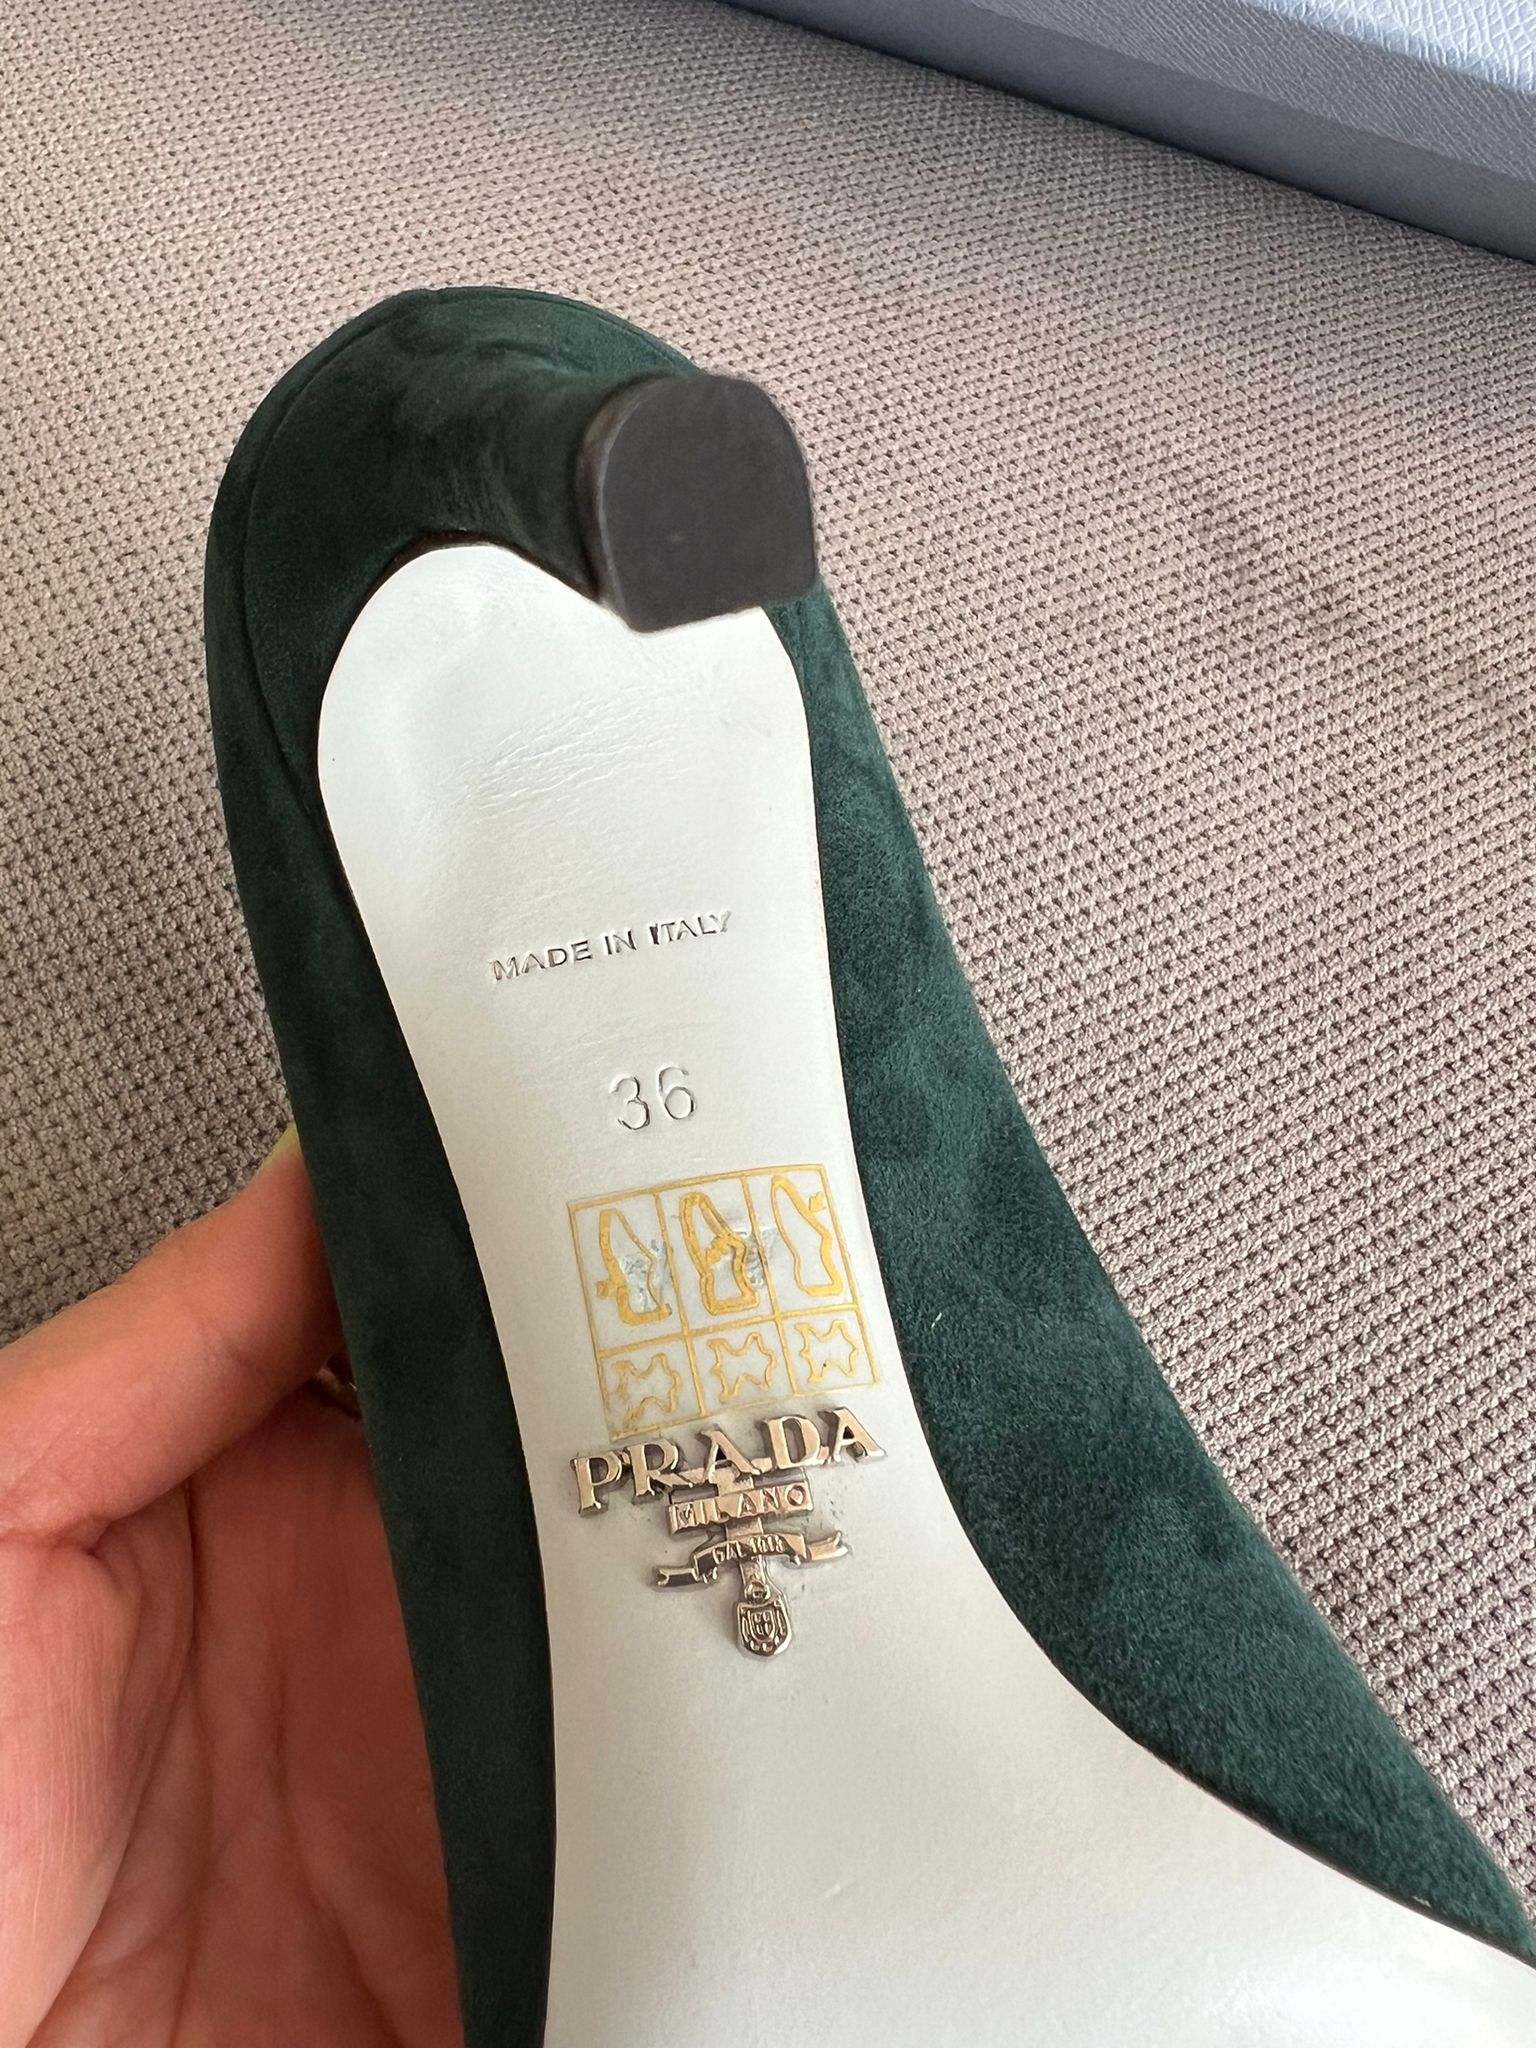 MADE IN ITALY
36
PRADA
MILANO
DAL 1913